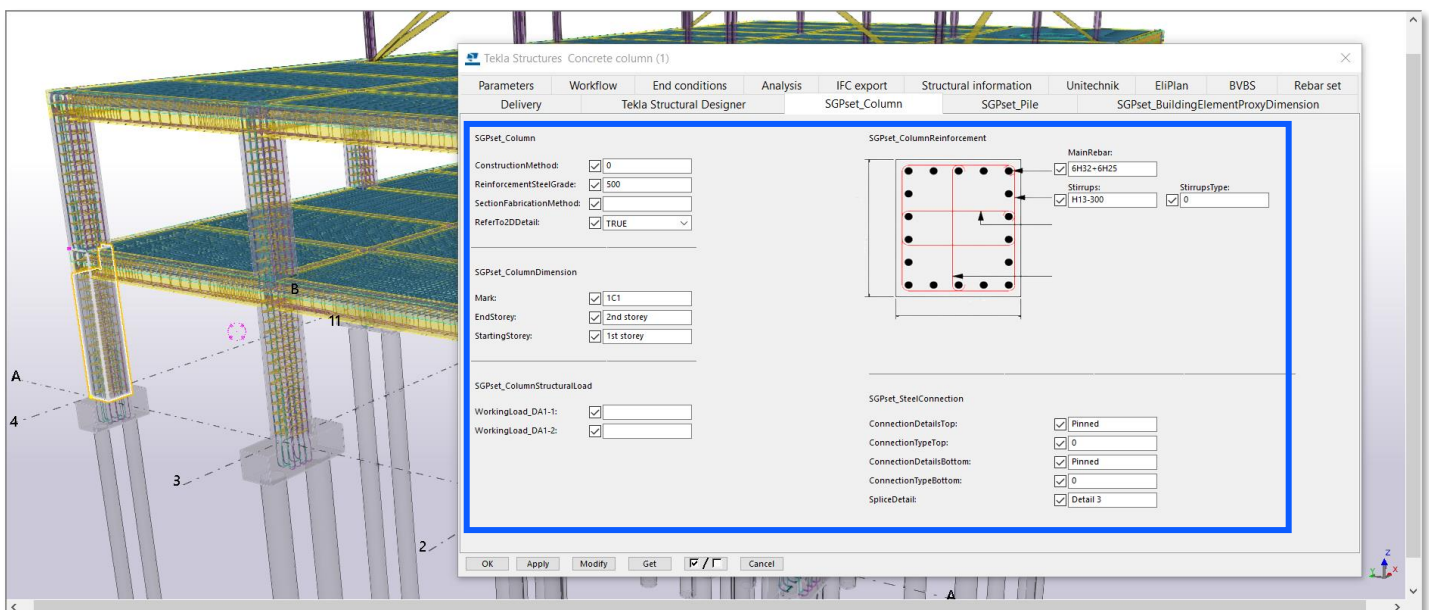 Tekla Structures Concrete column (1)
Parameters Workflow End conditions Analysis IFC export Structural information Unitechnik EliPlan BVBS Rebar set
Delivery Tekla Structural Designer SGPset_Column SGPset_Pile SGPset_BuildingElementProxyDimension
SGPset_Column
ConstructionMethod: 0
ReinforcementSteelGrade: 500
SectionFabricationMethod:
ReferTo2DDetail: TRUE
SGPset_ColumnDimension
Mark: 1C1
EndStorey: 2nd storey
StartingStorey: 1st storey
SGPset_ColumnStructuralLoad
WorkingLoad_DA1-1:
WorkingLoad_DA1-2:
SGPset_ColumnReinforcement
MainRebar:
6H32+6H25
Stirrups: StirrupsType:
H13-300 0
SGPset_SteelConnection
ConnectionDetailsTop: Pinned
ConnectionTypeTop: 0
ConnectionDetailsBottom: Pinned
ConnectionTypeBottom: 0
SpliceDetail: Detail 3
OK Apply Modify Get / Cancel
B
11
A
4
3
2
A
z
y x